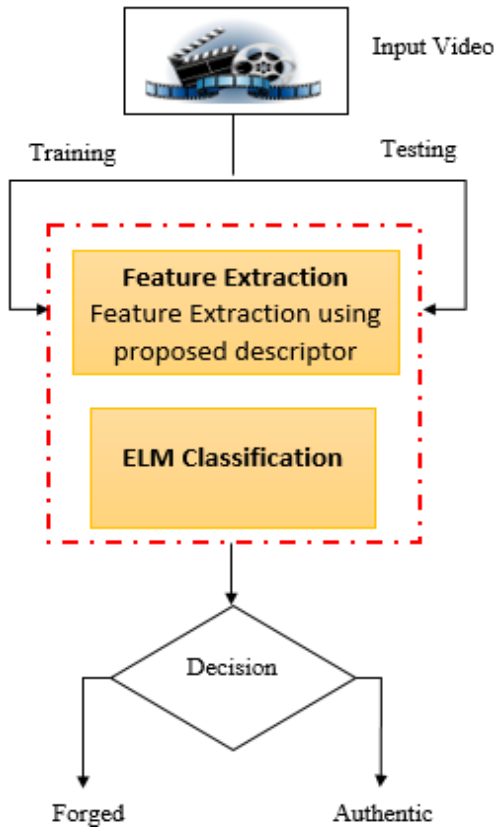 Input Video
Training
Testing
Feature Extraction
Feature Extraction using
proposed descriptor
ELM Classification
Decision
Forged
Authentic